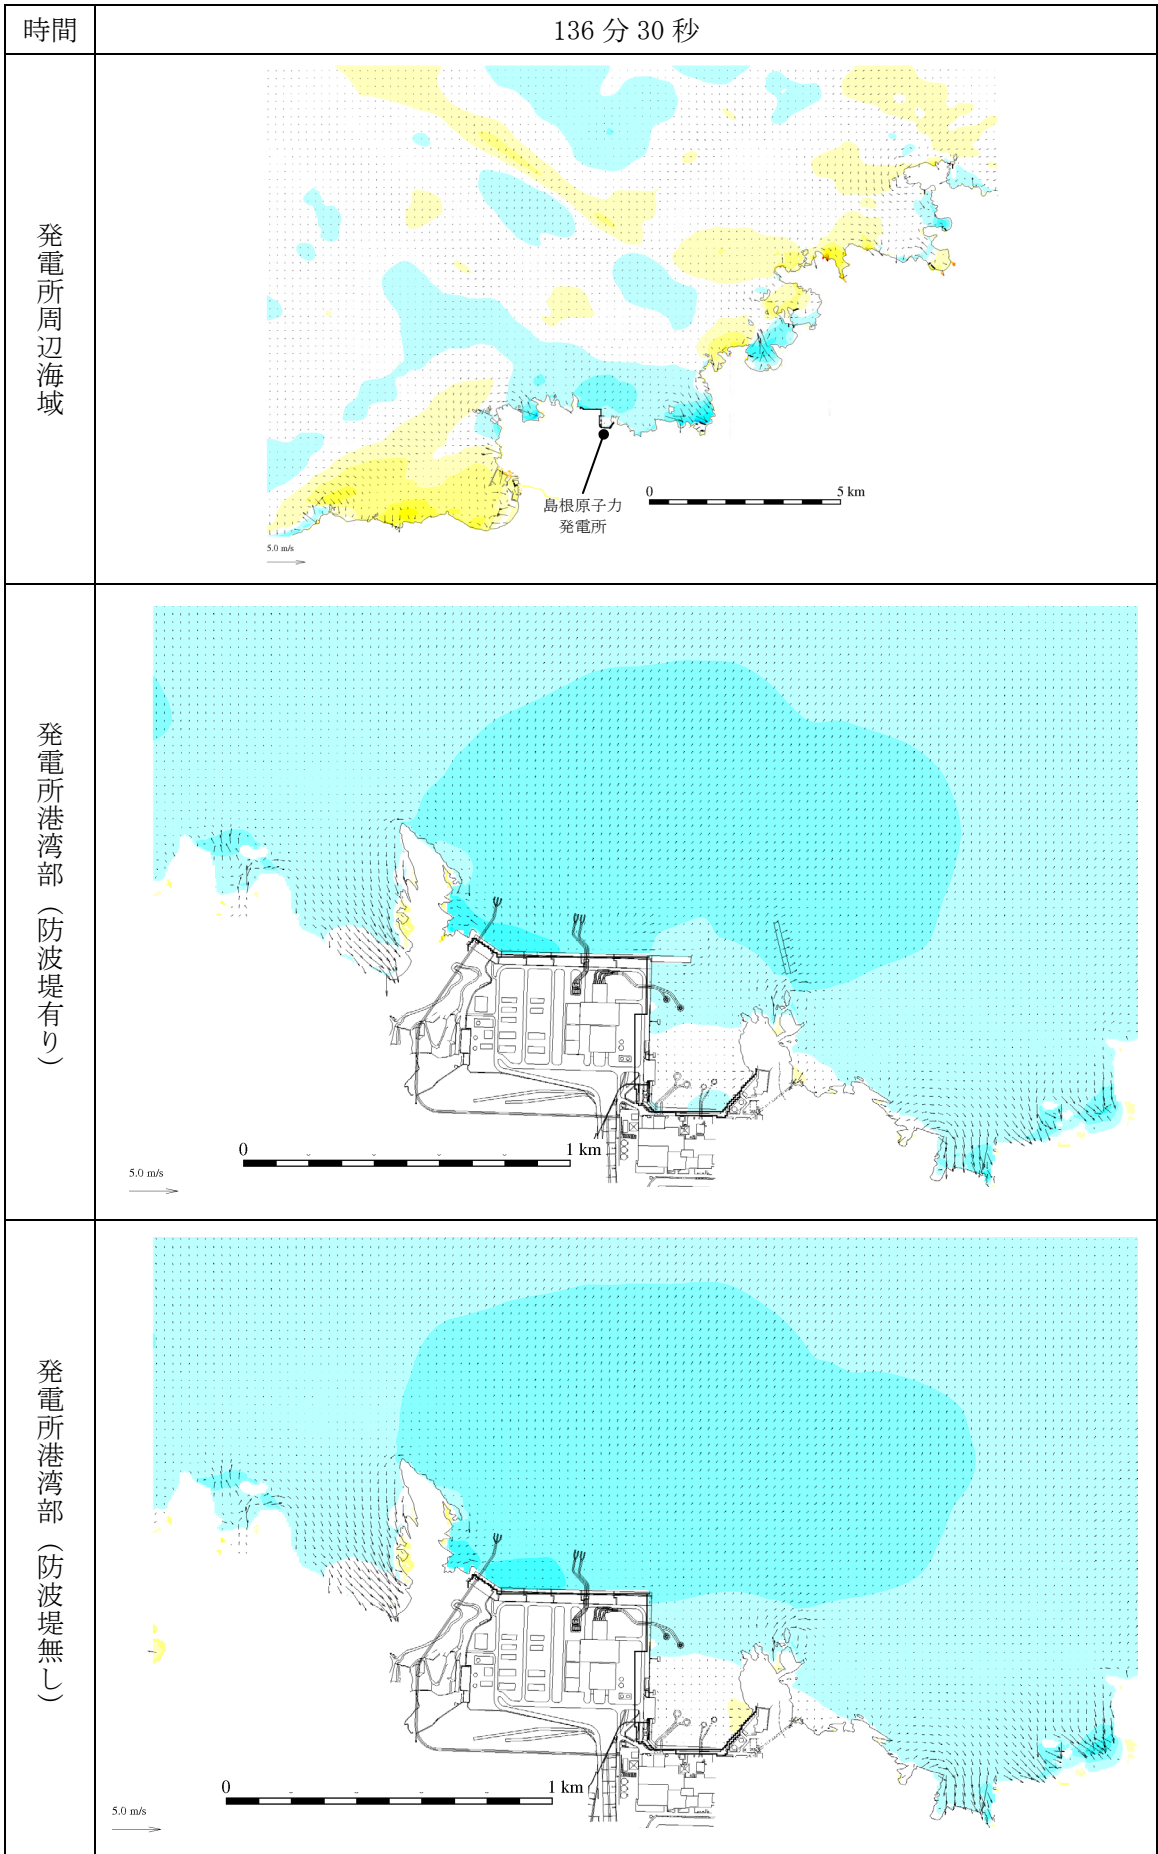 時間
136 分 30 秒
発電所周辺海域
島根原子力
発電所
0
5 km
5.0 m/s
発電所港湾部（防波堤有り）
0
1 km
5.0 m/s
発電所港湾部（防波堤無し）
0
1 km
5.0 m/s